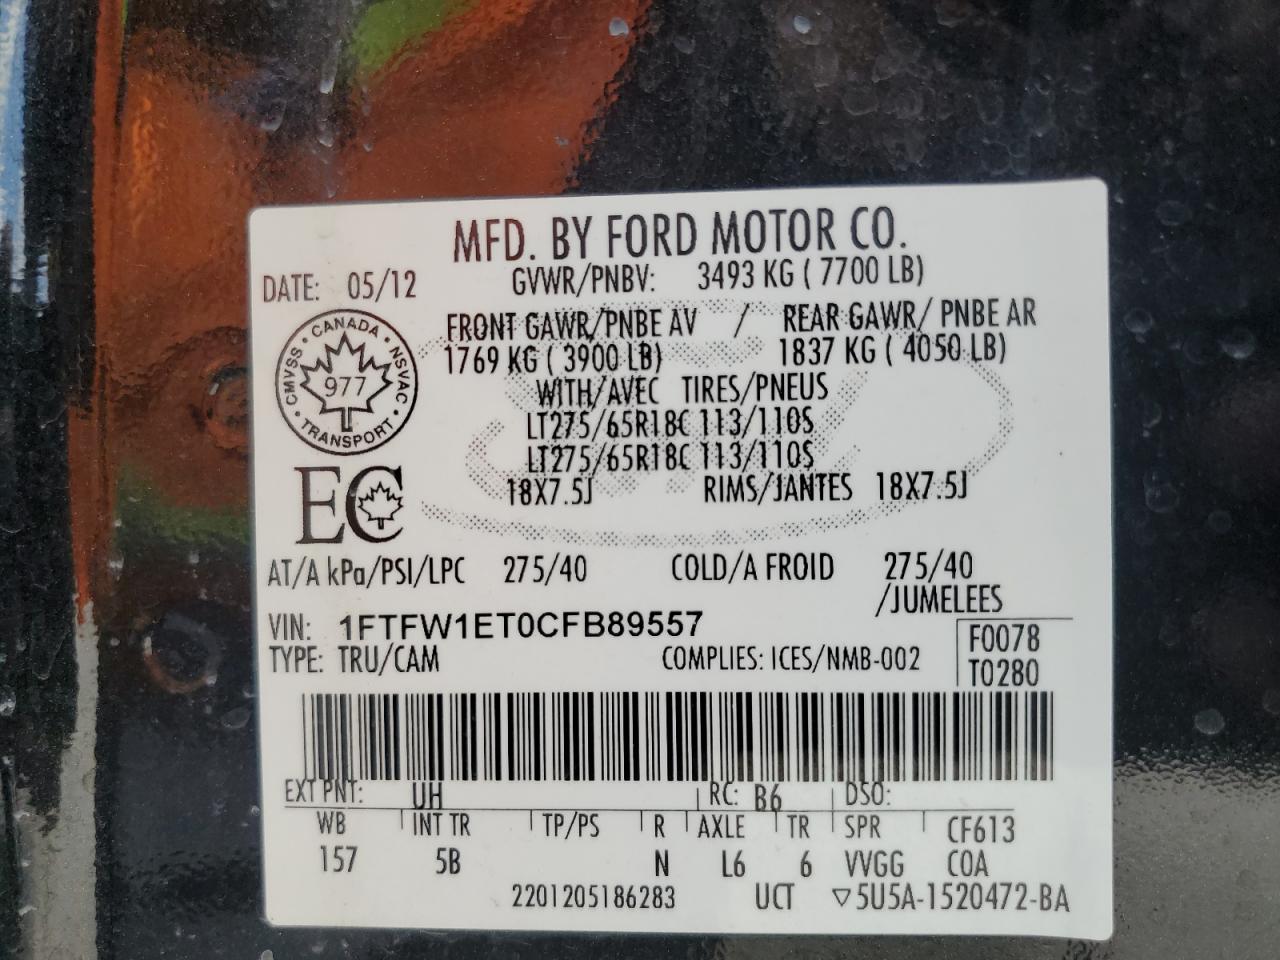 MFD. BY FORD MOTOR CO.
DATE: 05/12 GVWR/PNBV: 3493 KG ( 7700 LB)
FRONT GAWR/PNBE AV / REAR GAWR/ PNBE AR
1769 KG ( 3900 LB) 1837 KG ( 4050 LB)
WITH/AVEC TIRES/PNEUS
LT275/65R18C 113/110S
LT275/65R18C 113/110S
18X7.5J RIMS/JANTES 18X7.5J
CANADA · NSVAC · TRANSPORT · CMVSS ·
977
EC
AT/A kPa/PSI/LPC 275/40 COLD/A FROID 275/40
/JUMELEES
VIN: 1FTFW1ET0CFB89557
TYPE: TRU/CAM COMPLIES: ICES/NMB-002
F0078
T0280
EXT PNT: UH RC: B6 DSO:
WB INT TR TP/PS R AXLE TR SPR CF613
157 5B N L6 6 VVGG COA
2201205186283 UCT ▽5U5A-1520472-BA